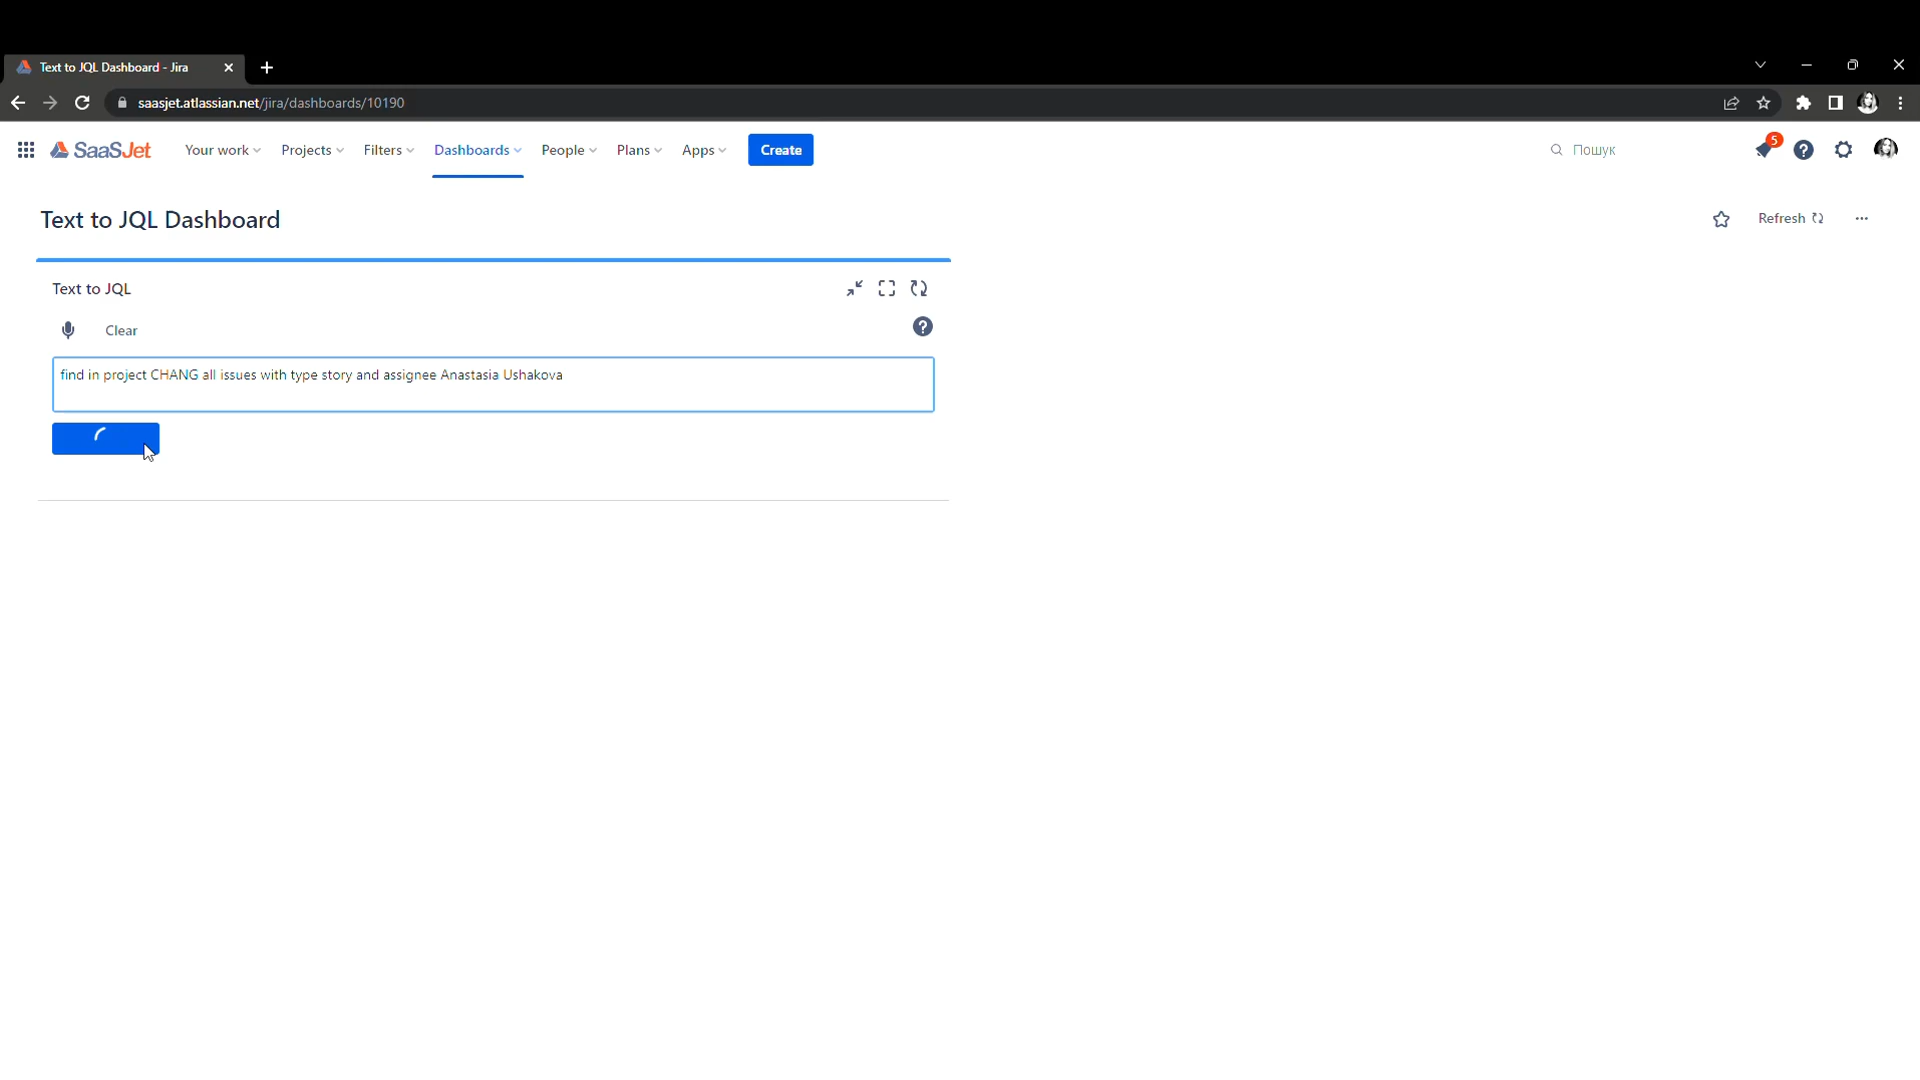 Text to JQL Dashboard - Jira
saasjet.atlassian.net/jira/dashboards/10190
SaaSJet Your work Projects Filters Dashboards People Plans Apps Create Пошук 5
Text to JQL Dashboard Refresh
Text to JQL
Clear
find in project CHANG all issues with type story and assignee Anastasia Ushakova